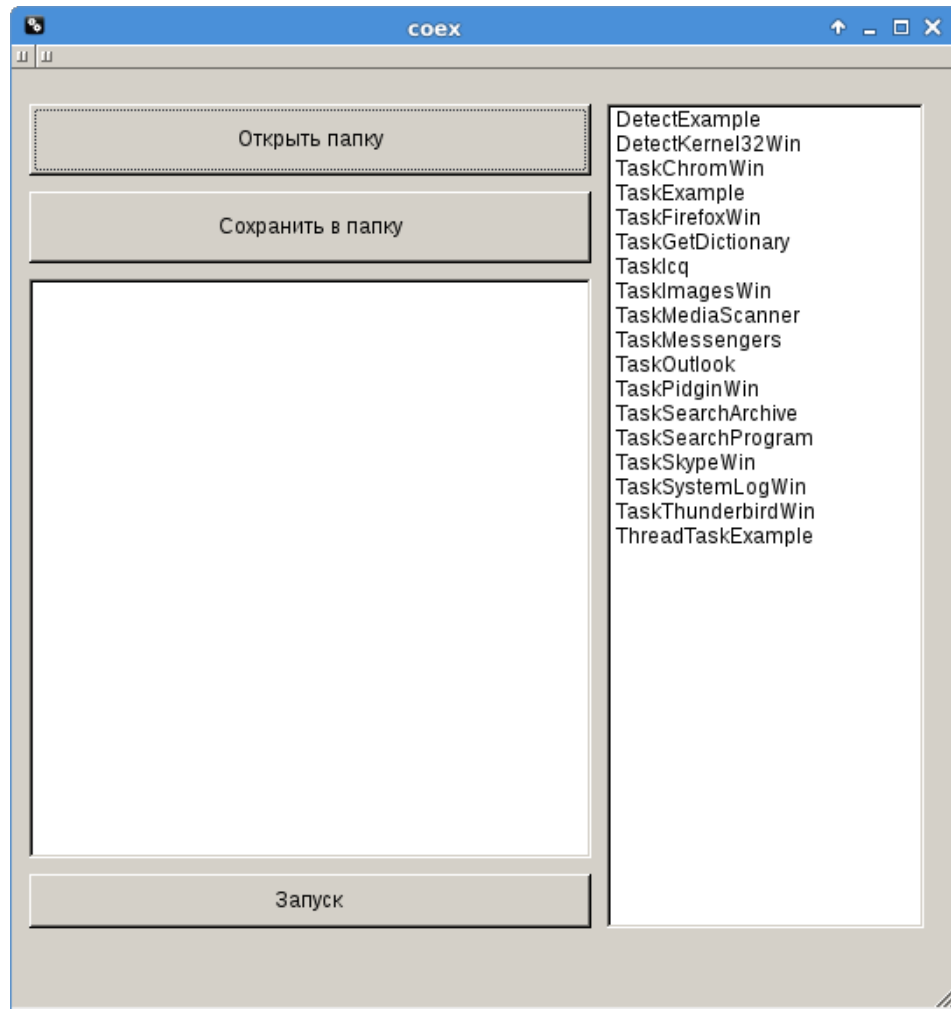 coex
Открыть папку
Сохранить в папку
Запуск
DetectExample
DetectKernel32Win
TaskChromWin
TaskExample
TaskFirefoxWin
TaskGetDictionary
TaskIcq
TaskImagesWin
TaskMediaScanner
TaskMessengers
TaskOutlook
TaskPidginWin
TaskSearchArchive
TaskSearchProgram
TaskSkypeWin
TaskSystemLogWin
TaskThunderbirdWin
ThreadTaskExample